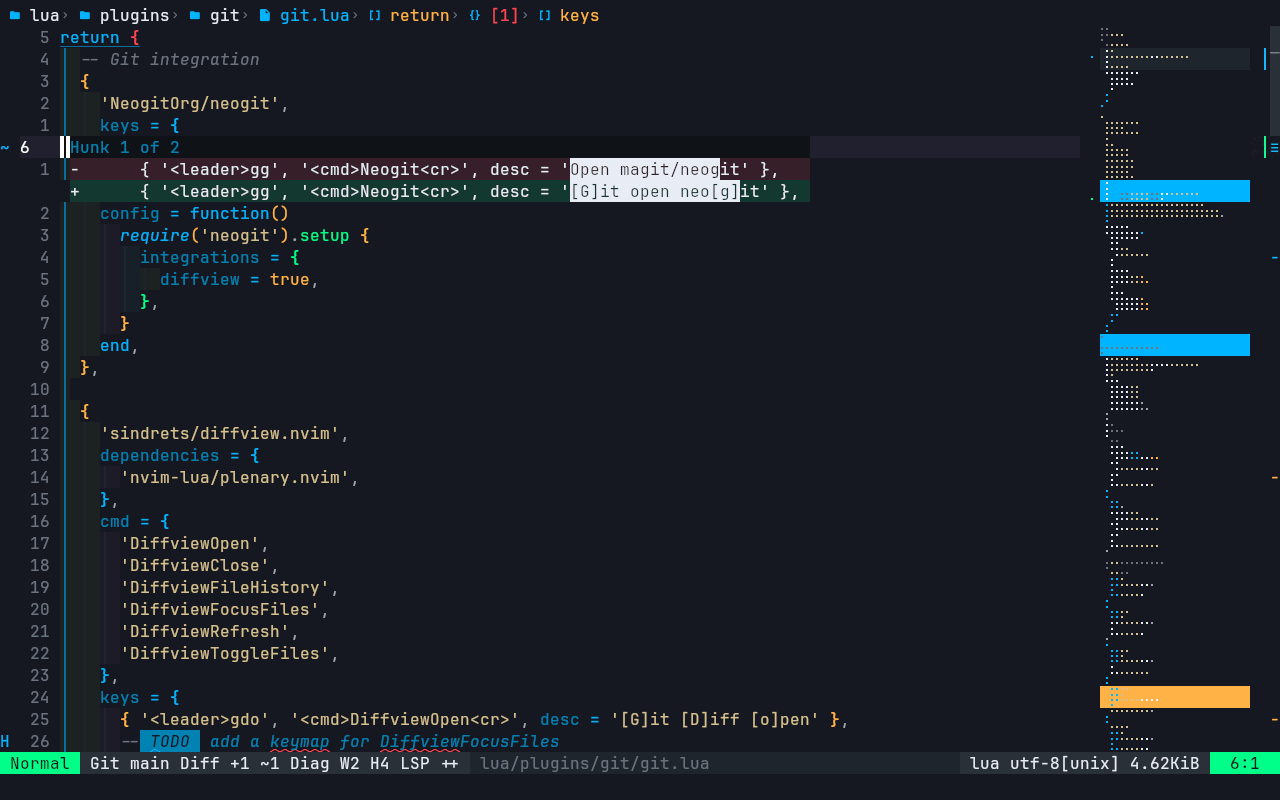 lua› plugins› git› git.lua› [] return› {} [1]› [] keys
5 return {
4 -- Git integration
3 {
2 'NeogitOrg/neogit',
1 keys = {
~ 6 Hunk 1 of 2
1 - { '<leader>gg', '<cmd>Neogit<cr>', desc = 'Open magit/neogit' },
+ { '<leader>gg', '<cmd>Neogit<cr>', desc = '[G]it open neo[g]it' },
2 config = function()
3 require('neogit').setup {
4 integrations = {
5 diffview = true,
6 },
7 }
8 end,
9 },
10
11 {
12 'sindrets/diffview.nvim',
13 dependencies = {
14 'nvim-lua/plenary.nvim',
15 },
16 cmd = {
17 'DiffviewOpen',
18 'DiffviewClose',
19 'DiffviewFileHistory',
20 'DiffviewFocusFiles',
21 'DiffviewRefresh',
22 'DiffviewToggleFiles',
23 },
24 keys = {
25 { '<leader>gdo', '<cmd>DiffviewOpen<cr>', desc = '[G]it [D]iff [o]pen' },
H 26 -- TODO add a keymap for DiffviewFocusFiles
Normal Git main Diff +1 ~1 Diag W2 H4 LSP ++ lua/plugins/git/git.lua lua utf-8[unix] 4.62KiB 6:1